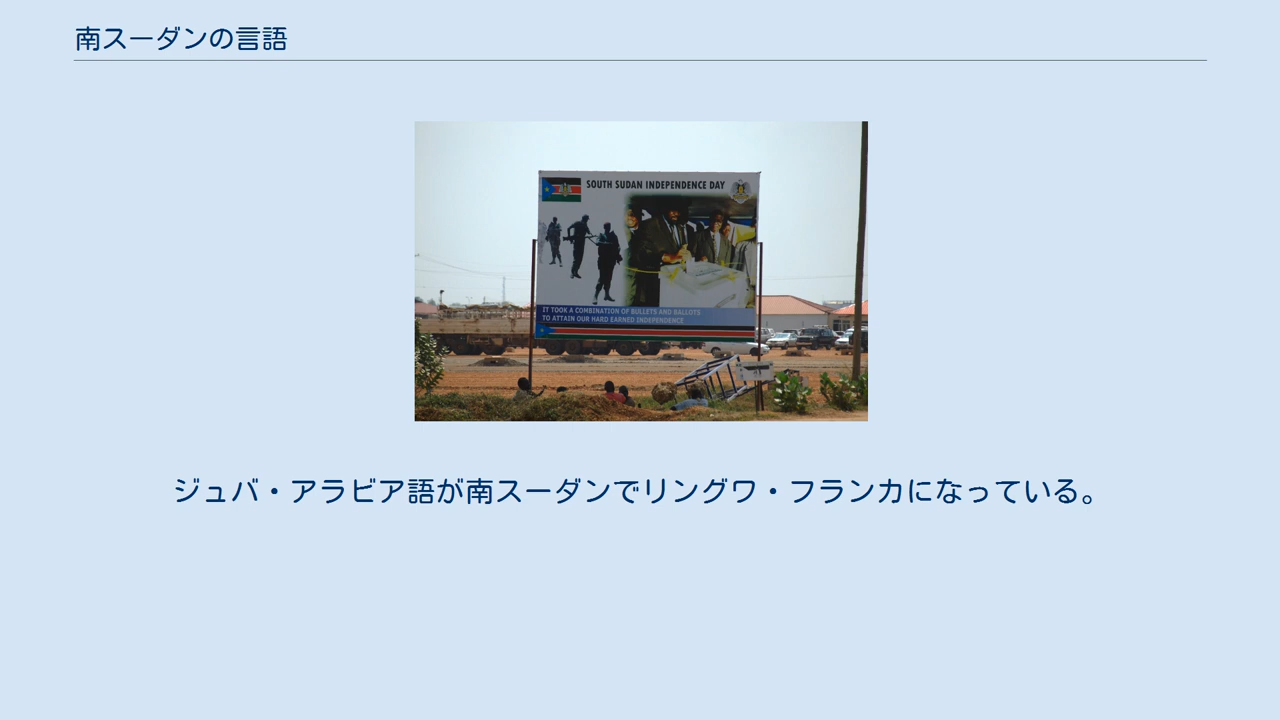 南スーダンの言語
SOUTH SUDAN INDEPENDENCE DAY
IT TOOK A COMBINATION OF BULLETS AND BALLOTS
TO ATTAIN OUR HARD EARNED INDEPENDENCE
ジュバ・アラビア語が南スーダンでリングワ・フランカになっている。